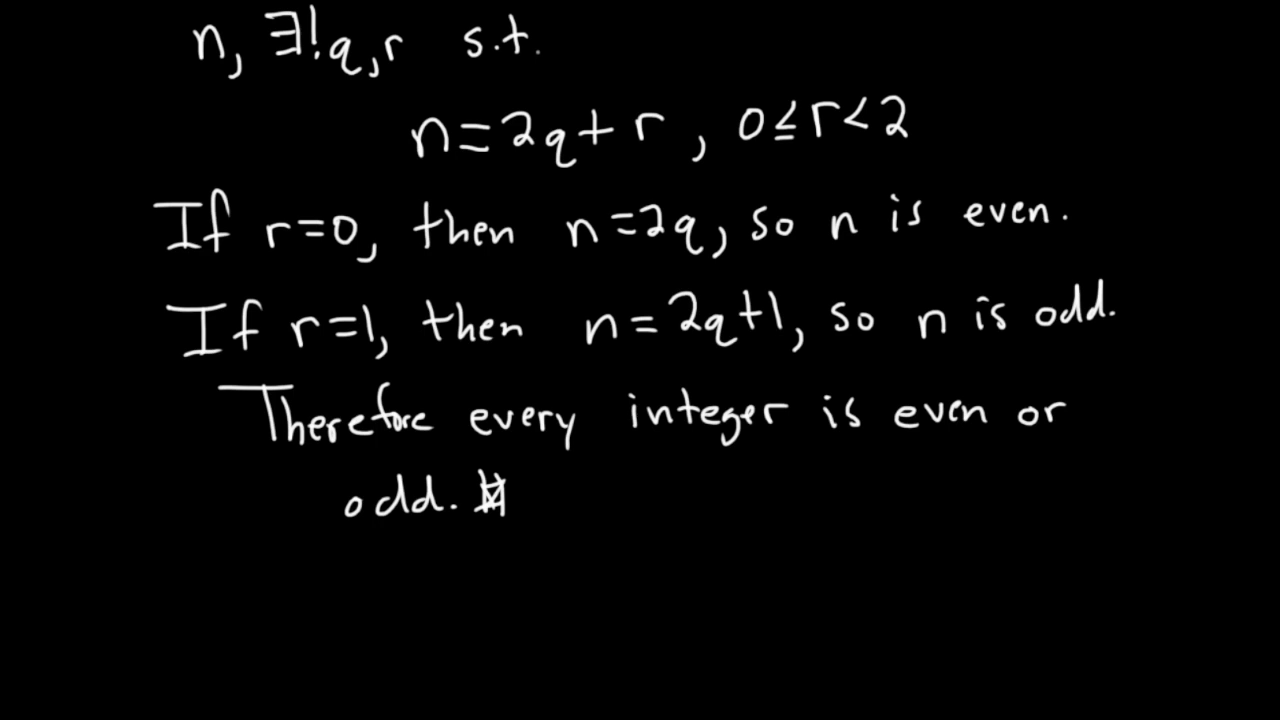 n, ∃! q, r s.t.
n = 2q + r, 0 ≤ r < 2
If r = 0, then n = 2q, so n is even.
If r = 1, then n = 2q+1, so n is odd.
Therefore every integer is even or
odd.